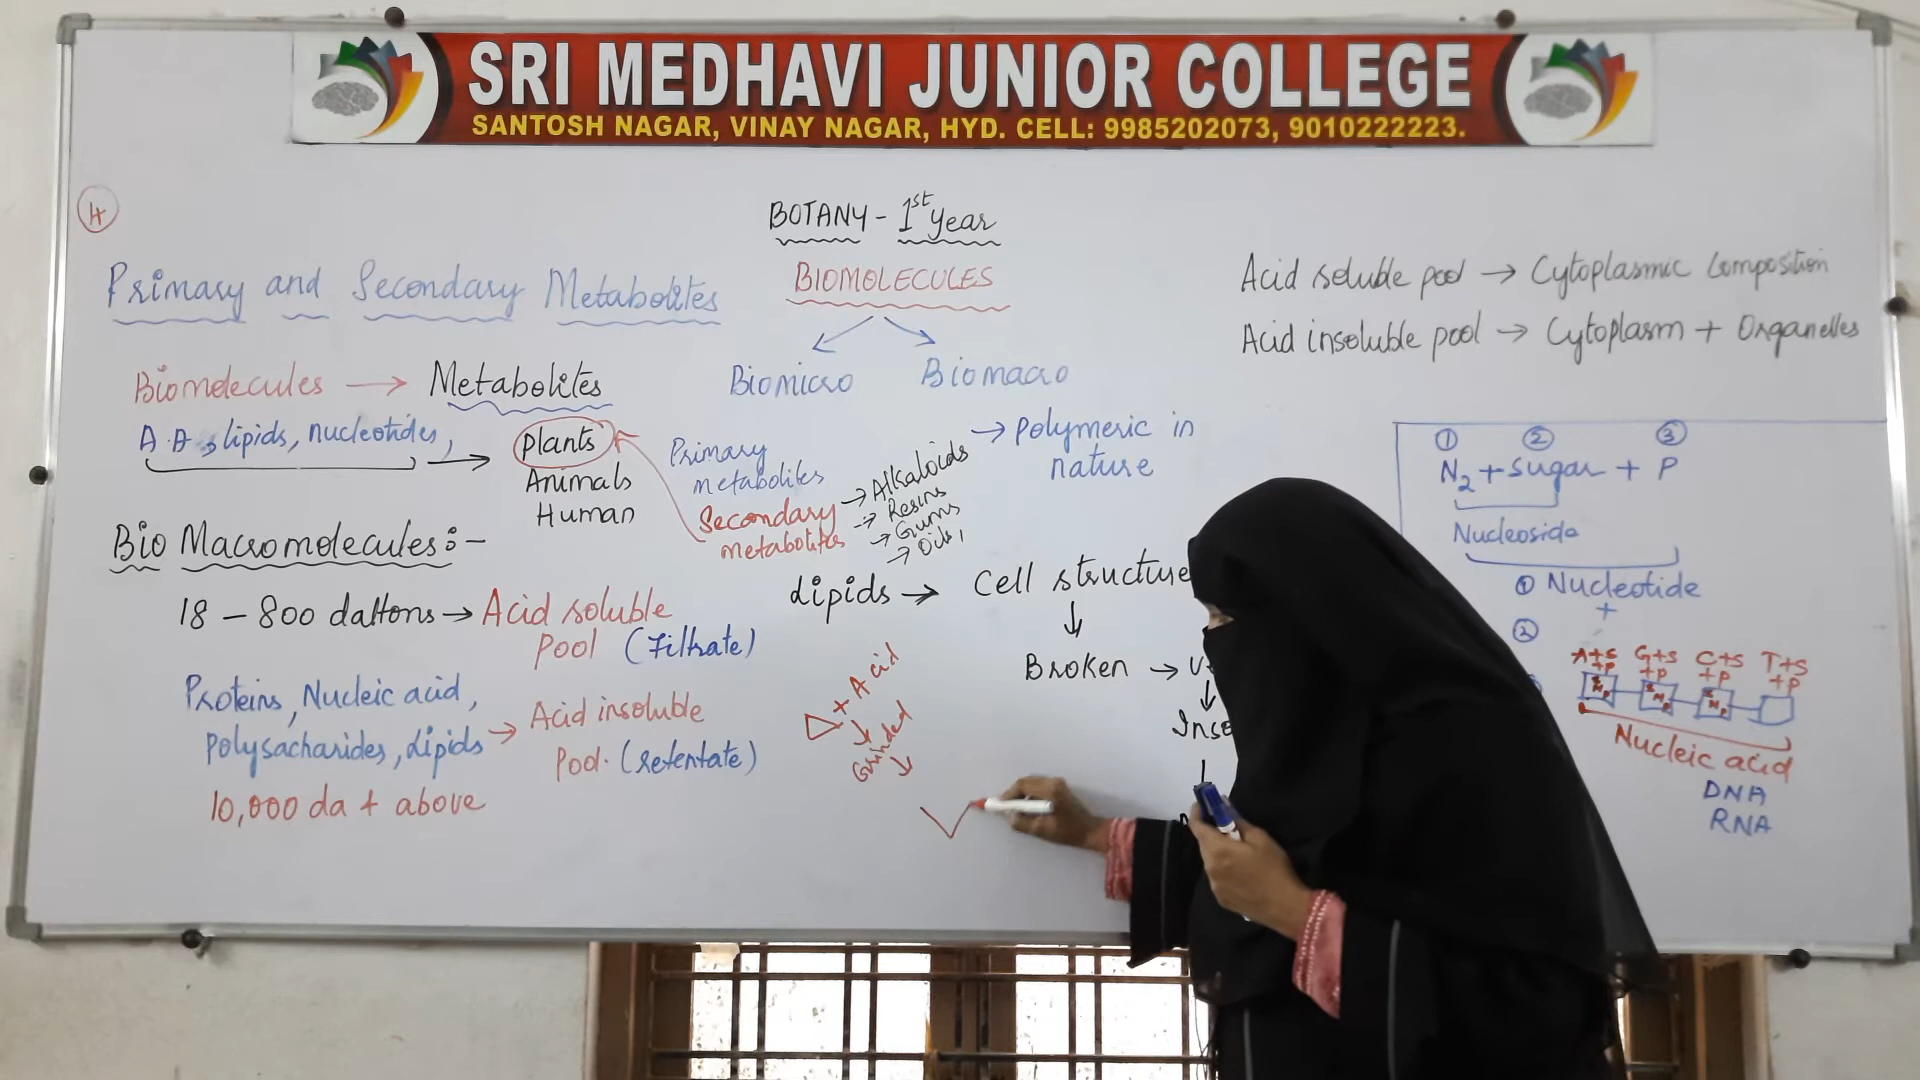 SRI MEDHAVI JUNIOR COLLEGE
SANTOSH NAGAR, VINAY NAGAR, HYD. CELL: 9985202073, 9010222223.
4
BOTANY - 1st year
BIOMOLECULES
Biomicro
Biomacro
Primary
metabolites
Secondary
metabolites
→ Alkaloids
→ Resins
→ Gums
→ Oils,
→ Polymeric in
nature
Primary and Secondary Metabolites
Biomolecules → Metabolites
A.A, lipids, nucleotides, →
Plants
Animals
Human
Bio Macromolecules:-
18 - 800 daltons → Acid soluble
Pool (Filtrate)
Proteins, Nucleic acid,
Polysacharides, Lipids → Acid insoluble
Pool. (retentate)
10,000 da + above
Lipids → Cell structure
↓
Broken →
↓
+ Acid
↓
Grinded
↓
Acid soluble pool → Cytoplasmic Composition
Acid insoluble pool → Cytoplasm + Organelles
① ② ③
N2 + Sugar + P
Nucleoside
① Nucleotide
+
②
A+S +P
G+S +P
C+S +P
T+S +P
Nucleic acid
DNA
RNA